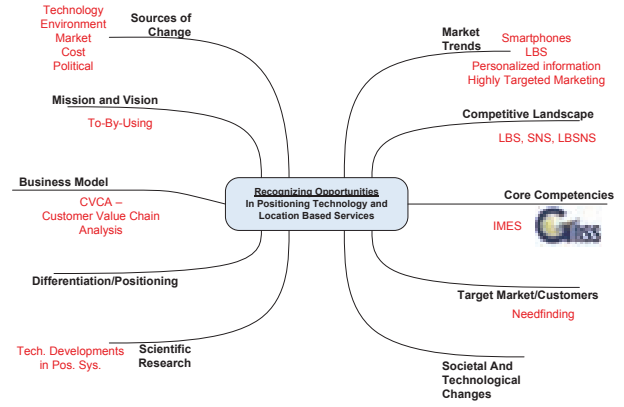 Technology
Environment
Market
Cost
Political
Sources of
Change
Mission and Vision
To-By-Using
Business Model
CVCA –
Customer Value Chain
Analysis
Differentiation/Positioning
Tech. Developments
in Pos. Sys.
Scientific
Research
Recognizing Opportunities
In Positioning Technology and
Location Based Services
Market
Trends
Smartphones
LBS
Personalized information
Highly Targeted Marketing
Competitive Landscape
LBS, SNS, LBSNS
Core Competencies
IMES
Target Market/Customers
Needfinding
Societal And
Technological
Changes